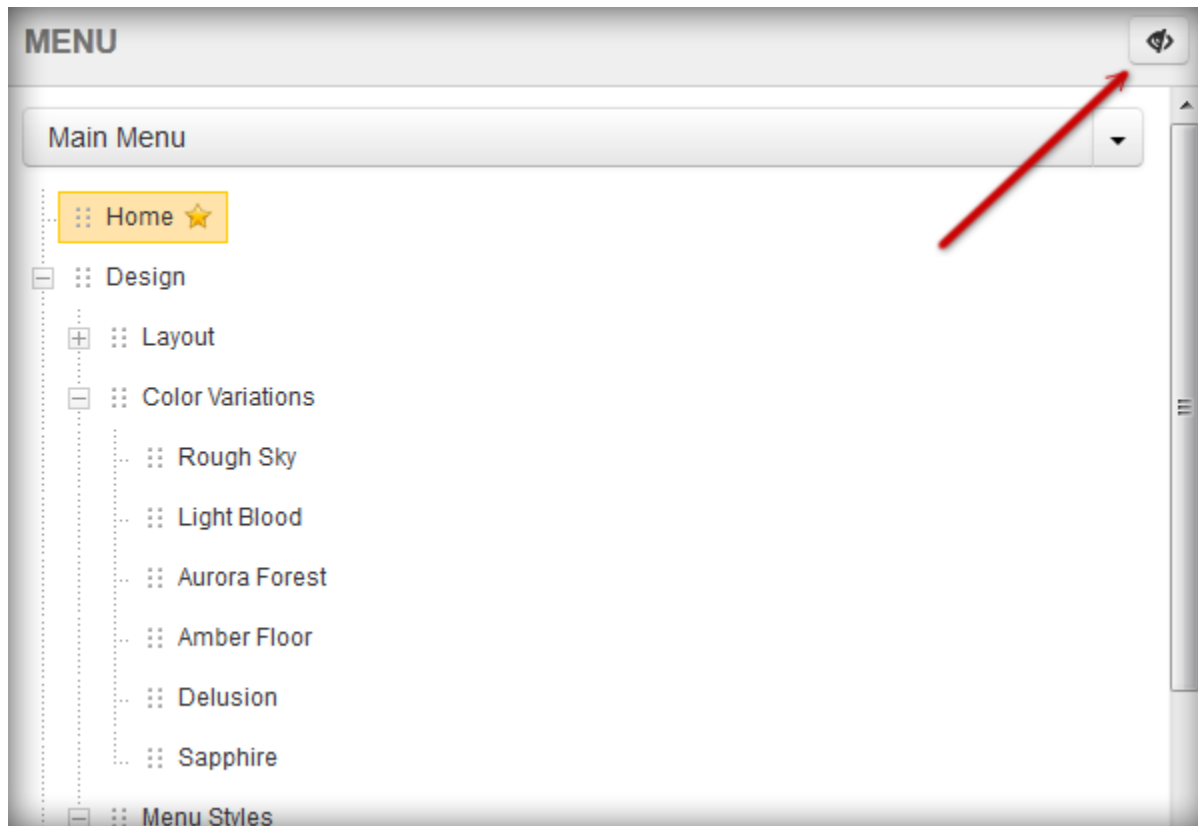 MENU
Main Menu
Home
Design
Layout
Color Variations
Rough Sky
Light Blood
Aurora Forest
Amber Floor
Delusion
Sapphire
Menu Styles